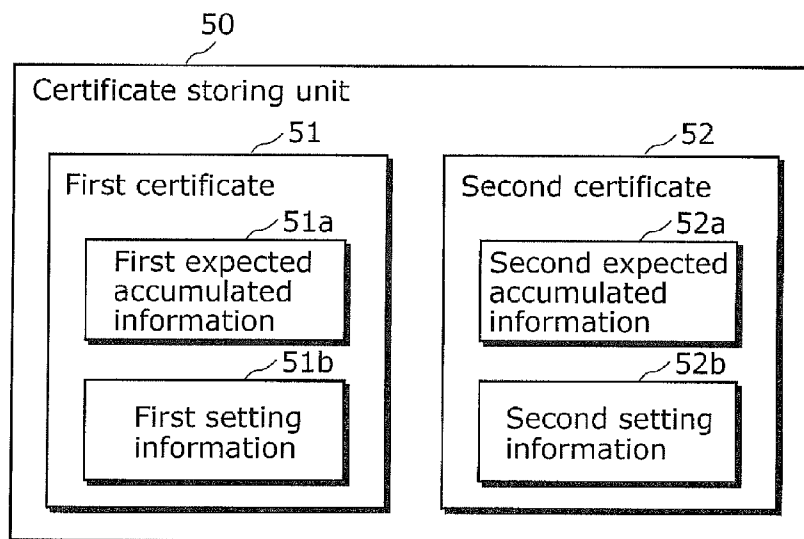 50
Certificate storing unit
51
First certificate
51a
First expected
accumulated
information
51b
First setting
information
52
Second certificate
52a
Second expected
accumulated
information
52b
Second setting
information